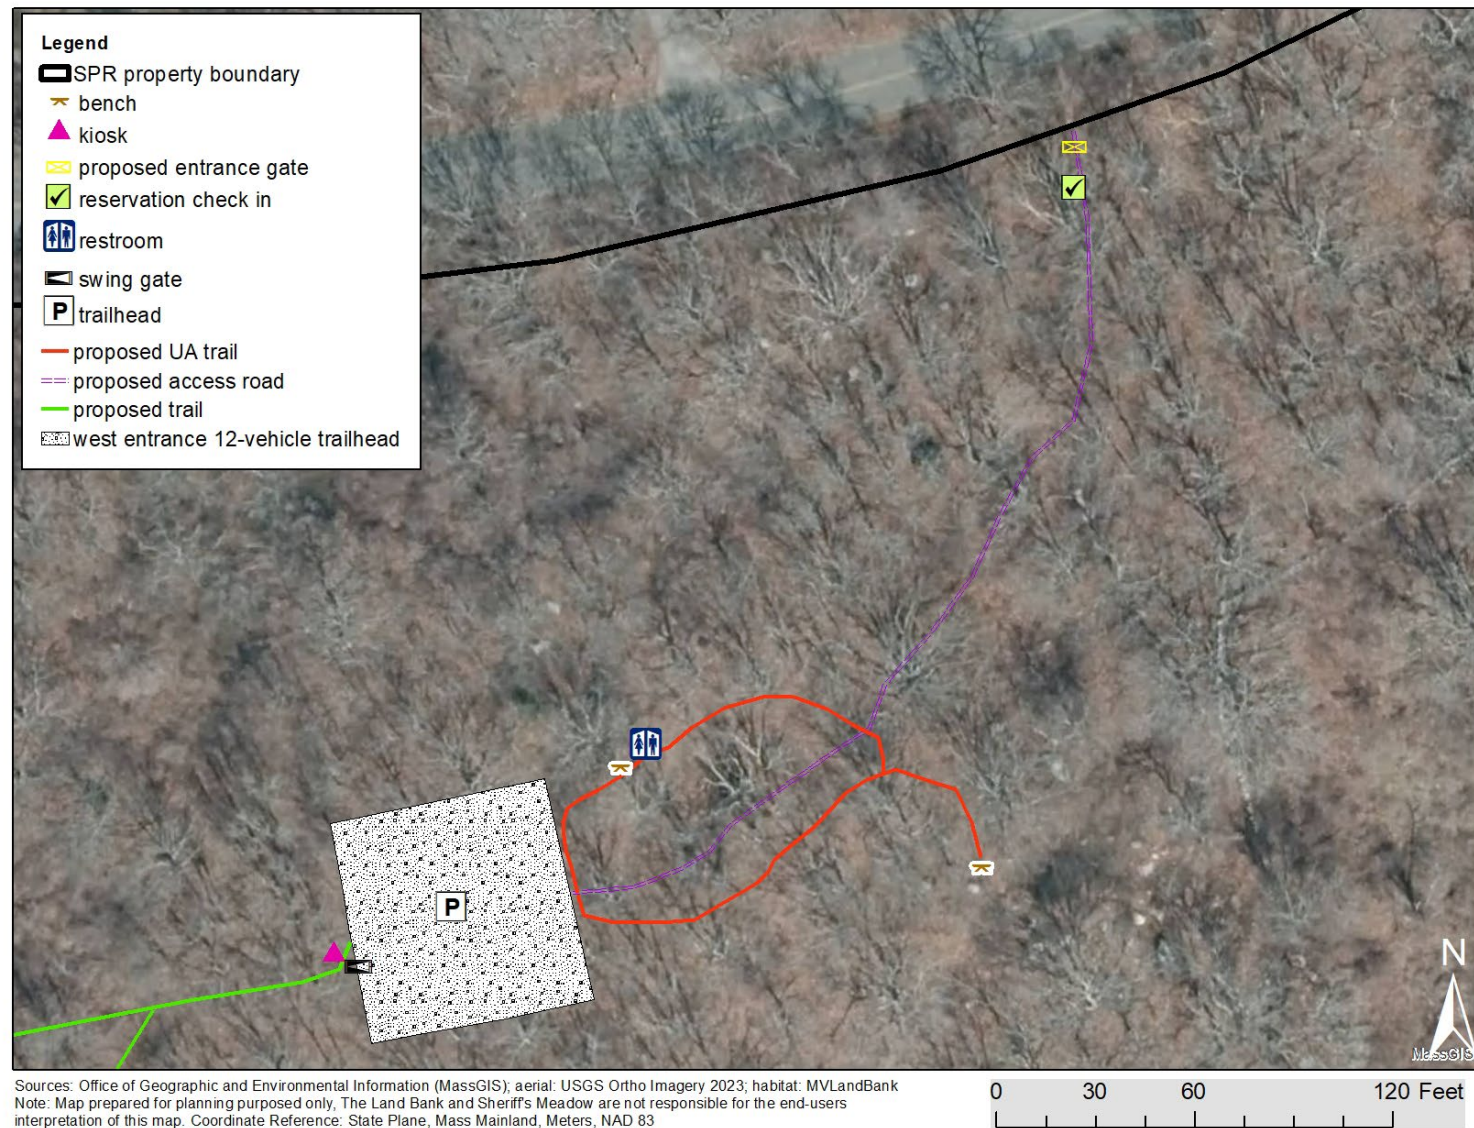 Legend
SPR property boundary
bench
kiosk
proposed entrance gate
reservation check in
restroom
swing gate
P trailhead
proposed UA trail
proposed access road
proposed trail
west entrance 12-vehicle trailhead
P
N
MassGIS
Sources: Office of Geographic and Environmental Information (MassGIS); aerial: USGS Ortho Imagery 2023; habitat: MVLandBank
Note: Map prepared for planning purposed only, The Land Bank and Sheriff's Meadow are not responsible for the end-users
interpretation of this map. Coordinate Reference: State Plane, Mass Mainland, Meters, NAD 83
0 30 60 120 Feet